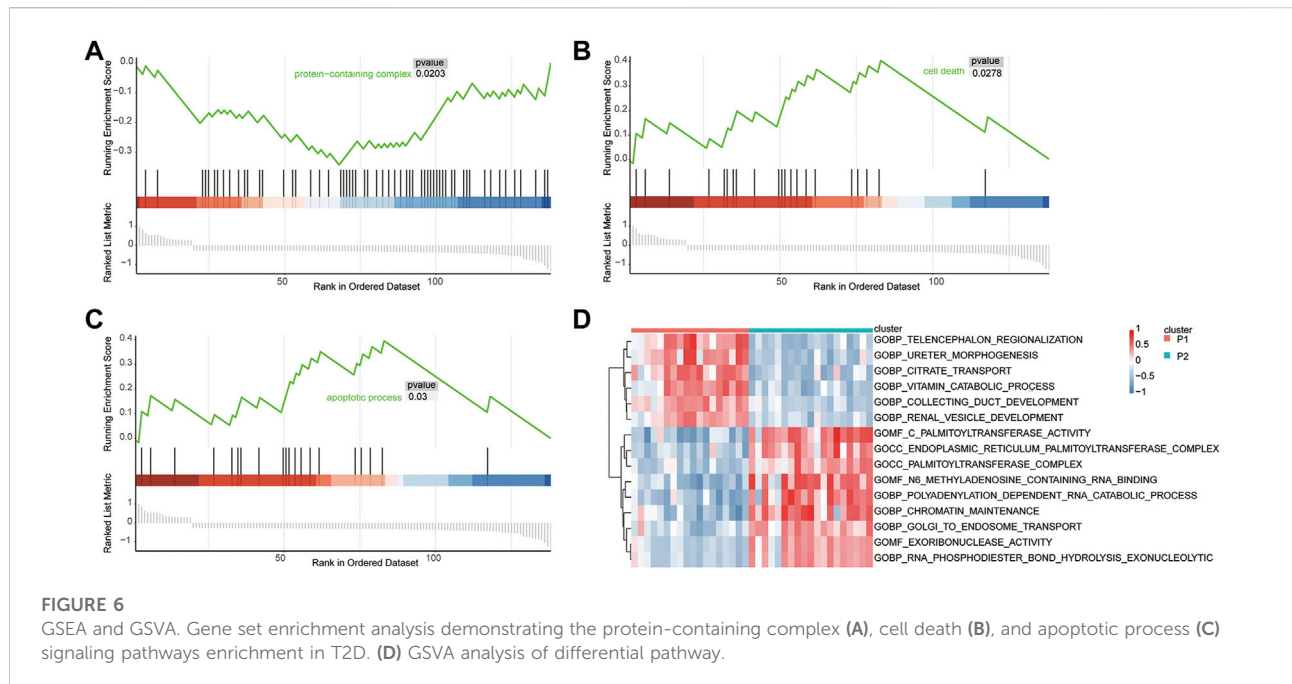 A
Running Enrichment Score
0.0
−0.1
−0.2
−0.3
protein-containing complex
pvalue
0.0203
Ranked List Metric
1
0
−1
50
100
Rank in Ordered Dataset
B
Running Enrichment Score
0.4
0.3
0.2
0.1
0.0
cell death
pvalue
0.0278
Ranked List Metric
1
0
−1
50
100
Rank in Ordered Dataset
C
Running Enrichment Score
0.4
0.3
0.2
0.1
0.0
apoptotic process
pvalue
0.03
Ranked List Metric
1
0
−1
50
100
Rank in Ordered Dataset
D
cluster
GOBP_TELENCEPHALON_REGIONALIZATION
GOBP_URETER_MORPHOGENESIS
GOBP_CITRATE_TRANSPORT
GOBP_VITAMIN_CATABOLIC_PROCESS
GOBP_COLLECTING_DUCT_DEVELOPMENT
GOBP_RENAL_VESICLE_DEVELOPMENT
GOMF_C_PALMITOYLTRANSFERASE_ACTIVITY
GOCC_ENDOPLASMIC_RETICULUM_PALMITOYLTRANSFERASE_COMPLEX
GOCC_PALMITOYLTRANSFERASE_COMPLEX
GOMF_N6_METHYLADENOSINE_CONTAINING_RNA_BINDING
GOBP_POLYADENYLATION_DEPENDENT_RNA_CATABOLIC_PROCESS
GOBP_CHROMATIN_MAINTENANCE
GOBP_GOLGI_TO_ENDOSOME_TRANSPORT
GOMF_EXORIBONUCLEASE_ACTIVITY
GOBP_RNA_PHOSPHODIESTER_BOND_HYDROLYSIS_EXONUCLEOLYTIC
1
0.5
0
−0.5
−1
cluster
P1
P2
FIGURE 6
GSEA and GSVA. Gene set enrichment analysis demonstrating the protein-containing complex (A), cell death (B), and apoptotic process (C)
signaling pathways enrichment in T2D. (D) GSVA analysis of differential pathway.